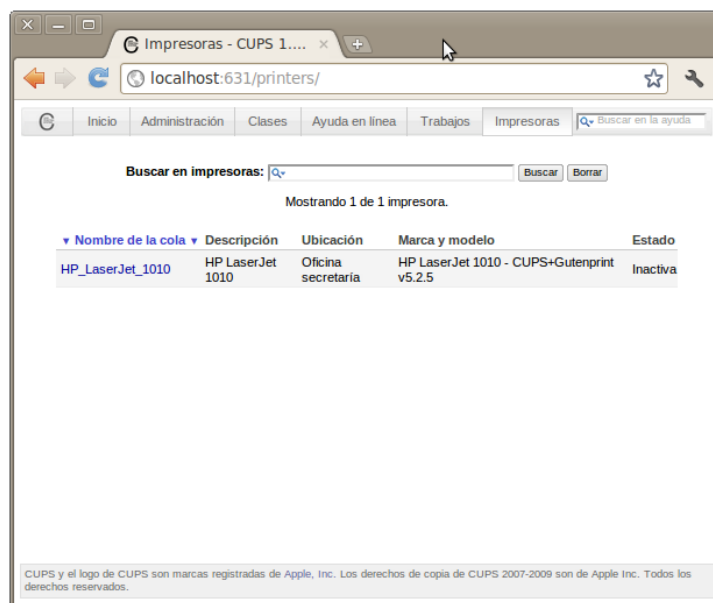 Impresoras - CUPS 1....
localhost:631/printers/
Inicio Administración Clases Ayuda en línea Trabajos Impresoras Buscar en la ayuda
Buscar en impresoras: Buscar Borrar
Mostrando 1 de 1 impresora.
▼ Nombre de la cola ▼ Descripción Ubicación Marca y modelo Estado
HP_LaserJet_1010 HP LaserJet 1010 Oficina secretaría HP LaserJet 1010 - CUPS+Gutenprint v5.2.5 Inactiva
CUPS y el logo de CUPS son marcas registradas de Apple, Inc. Los derechos de copia de CUPS 2007-2009 son de Apple Inc. Todos los
derechos reservados.